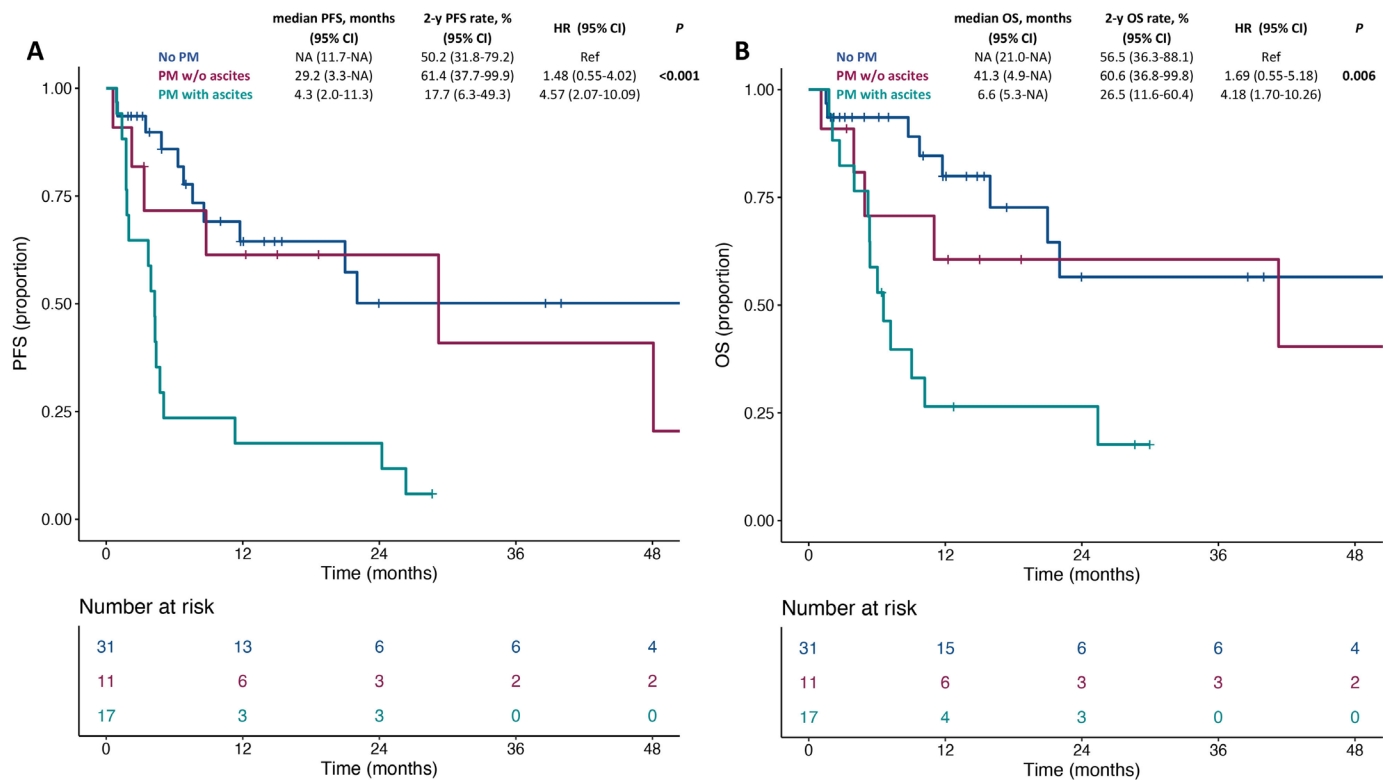 A
median PFS, months (95% CI) 2-y PFS rate, % (95% CI) HR (95% CI) P
No PM NA (11.7-NA) 50.2 (31.8-79.2) Ref
PM w/o ascites 29.2 (3.3-NA) 61.4 (37.7-99.9) 1.48 (0.55-4.02) <0.001
PM with ascites 4.3 (2.0-11.3) 17.7 (6.3-49.3) 4.57 (2.07-10.09)
1.00
0.75
0.50
0.25
0.00
PFS (proportion)
0 12 24 36 48
Time (months)
Number at risk
31 13 6 6 4
11 6 3 2 2
17 3 3 0 0
0 12 24 36 48
Time (months)
B
median OS, months (95% CI) 2-y OS rate, % (95% CI) HR (95% CI) P
No PM NA (21.0-NA) 56.5 (36.3-88.1) Ref
PM w/o ascites 41.3 (4.9-NA) 60.6 (36.8-99.8) 1.69 (0.55-5.18) 0.006
PM with ascites 6.6 (5.3-NA) 26.5 (11.6-60.4) 4.18 (1.70-10.26)
1.00
0.75
0.50
0.25
0.00
OS (proportion)
0 12 24 36 48
Time (months)
Number at risk
31 15 6 6 4
11 6 3 3 2
17 4 3 0 0
0 12 24 36 48
Time (months)